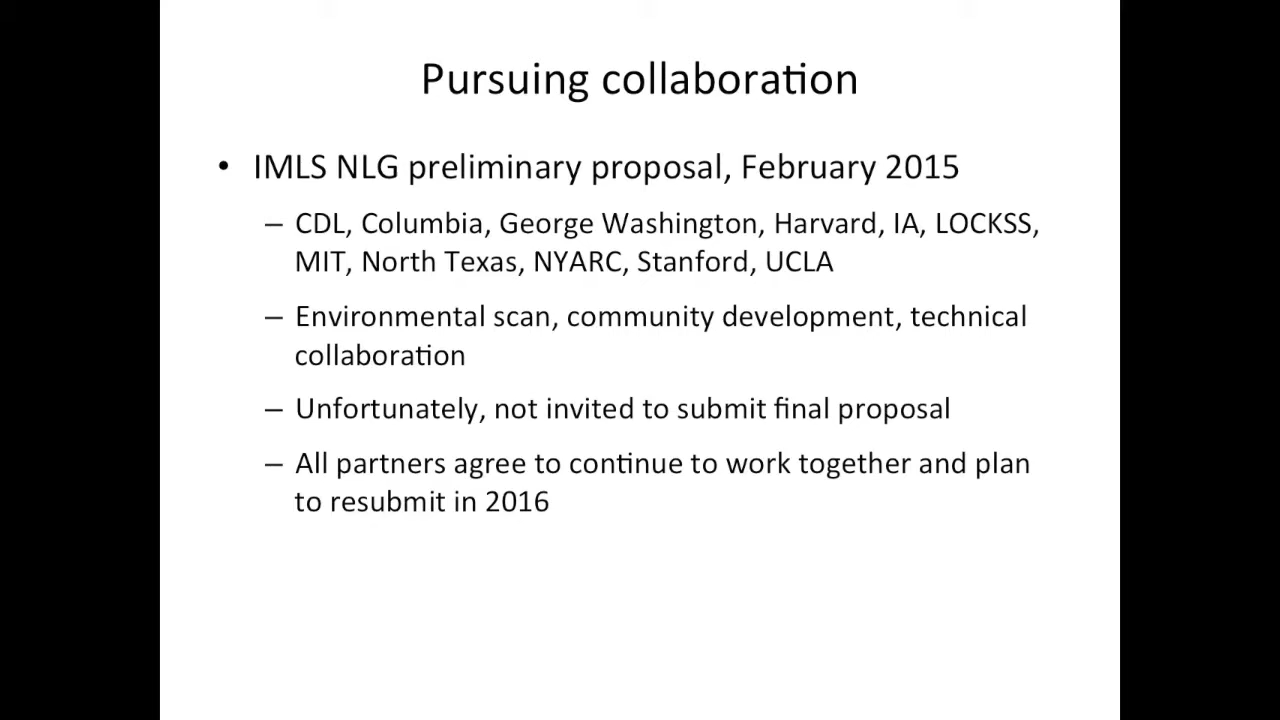 Pursuing collaboration
• IMLS NLG preliminary proposal, February 2015
– CDL, Columbia, George Washington, Harvard, IA, LOCKSS,
MIT, North Texas, NYARC, Stanford, UCLA
– Environmental scan, community development, technical
collaboration
– Unfortunately, not invited to submit final proposal
– All partners agree to continue to work together and plan
to resubmit in 2016